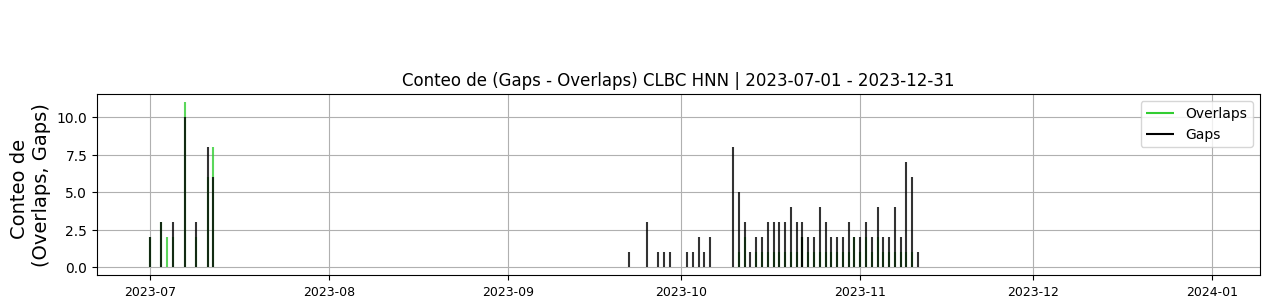 Conteo de (Gaps - Overlaps) CLBC HNN | 2023-07-01 - 2023-12-31
Conteo de
(Overlaps, Gaps)
10.0
7.5
5.0
2.5
0.0
Overlaps
Gaps
2023-07 2023-08 2023-09 2023-10 2023-11 2023-12 2024-01